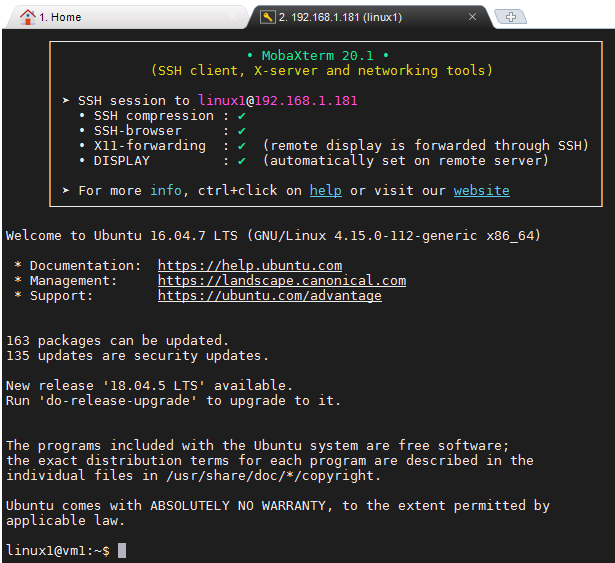 1. Home
2. 192.168.1.181 (linux1)
• MobaXterm 20.1 •
(SSH client, X-server and networking tools)
➤ SSH session to linux1@192.168.1.181
• SSH compression : ✔
• SSH-browser     : ✔
• X11-forwarding  : ✔  (remote display is forwarded through SSH)
• DISPLAY         : ✔  (automatically set on remote server)
➤ For more info, ctrl+click on help or visit our website
Welcome to Ubuntu 16.04.7 LTS (GNU/Linux 4.15.0-112-generic x86_64)
* Documentation:  https://help.ubuntu.com
* Management:     https://landscape.canonical.com
* Support:        https://ubuntu.com/advantage
163 packages can be updated.
135 updates are security updates.
New release '18.04.5 LTS' available.
Run 'do-release-upgrade' to upgrade to it.
The programs included with the Ubuntu system are free software;
the exact distribution terms for each program are described in the
individual files in /usr/share/doc/*/copyright.
Ubuntu comes with ABSOLUTELY NO WARRANTY, to the extent permitted by
applicable law.
linux1@vm1:~$